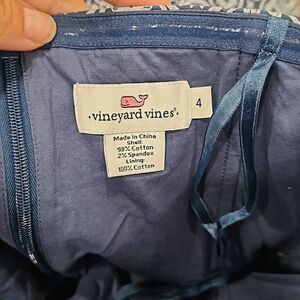 vineyard vines®
4
Made in China
Shell
98% Cotton
2% Spandex
Lining:
100% Cotton